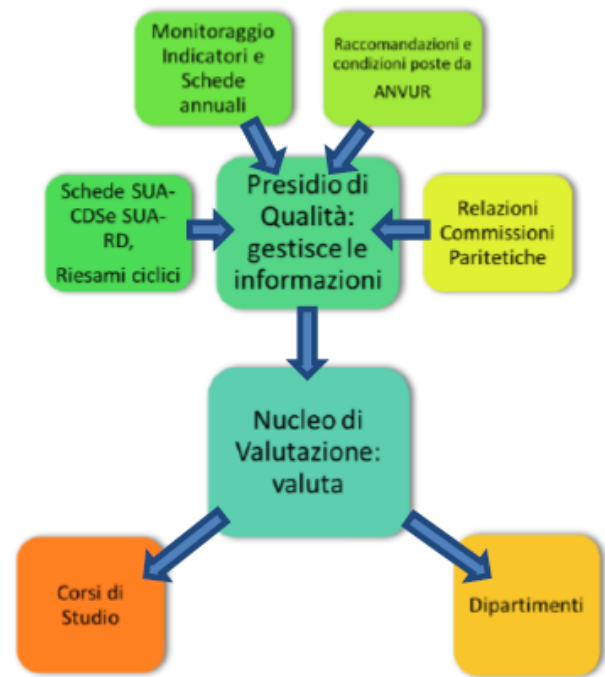 Monitoraggio
Indicatori e
Schede
annuali
Raccomandazioni e
condizioni poste da
ANVUR
Schede SUA-
CDSe SUA-
RD,
Riesami ciclici
Presidio di
Qualità:
gestisce le
informazioni
Relazioni
Commissioni
Paritetiche
Nucleo di
Valutazione:
valuta
Corsi di
Studio
Dipartimenti